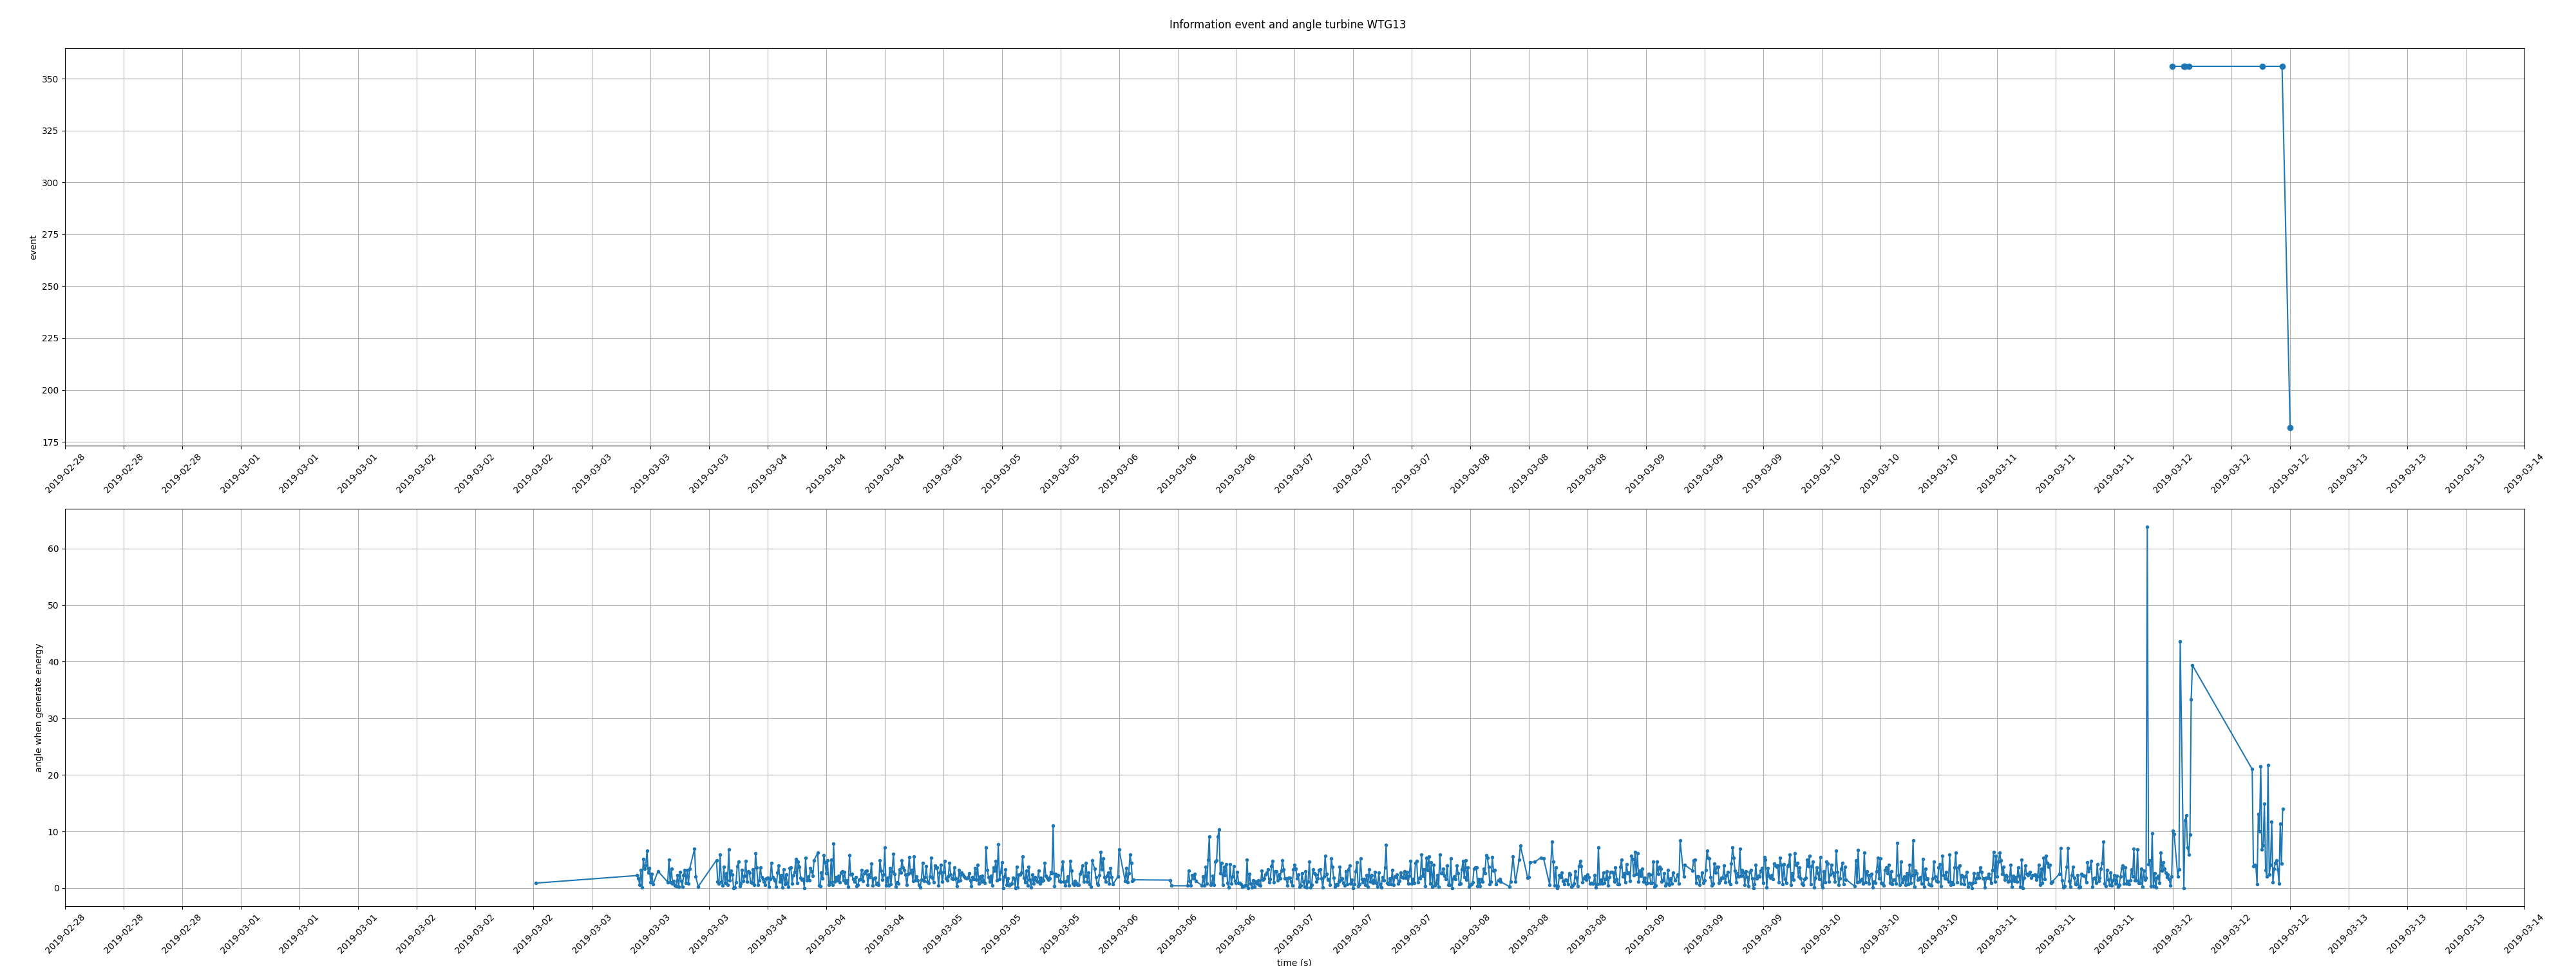 Information event and angle turbine WTG13
350
325
300
275
250
225
200
175
event
2019-02-28 2019-02-28 2019-02-28 2019-03-01 2019-03-01 2019-03-01 2019-03-02 2019-03-02 2019-03-02 2019-03-03 2019-03-03 2019-03-03 2019-03-04 2019-03-04 2019-03-04 2019-03-05 2019-03-05 2019-03-05 2019-03-06 2019-03-06 2019-03-06 2019-03-07 2019-03-07 2019-03-07 2019-03-08 2019-03-08 2019-03-08 2019-03-09 2019-03-09 2019-03-09 2019-03-10 2019-03-10 2019-03-10 2019-03-11 2019-03-11 2019-03-11 2019-03-12 2019-03-12 2019-03-12 2019-03-13 2019-03-13 2019-03-13 2019-03-14
60
50
40
30
20
10
0
angle when generate energy
2019-02-28 2019-02-28 2019-02-28 2019-03-01 2019-03-01 2019-03-01 2019-03-02 2019-03-02 2019-03-02 2019-03-03 2019-03-03 2019-03-03 2019-03-04 2019-03-04 2019-03-04 2019-03-05 2019-03-05 2019-03-05 2019-03-06 2019-03-06 2019-03-06 2019-03-07 2019-03-07 2019-03-07 2019-03-08 2019-03-08 2019-03-08 2019-03-09 2019-03-09 2019-03-09 2019-03-10 2019-03-10 2019-03-10 2019-03-11 2019-03-11 2019-03-11 2019-03-12 2019-03-12 2019-03-12 2019-03-13 2019-03-13 2019-03-13 2019-03-14
time (s)